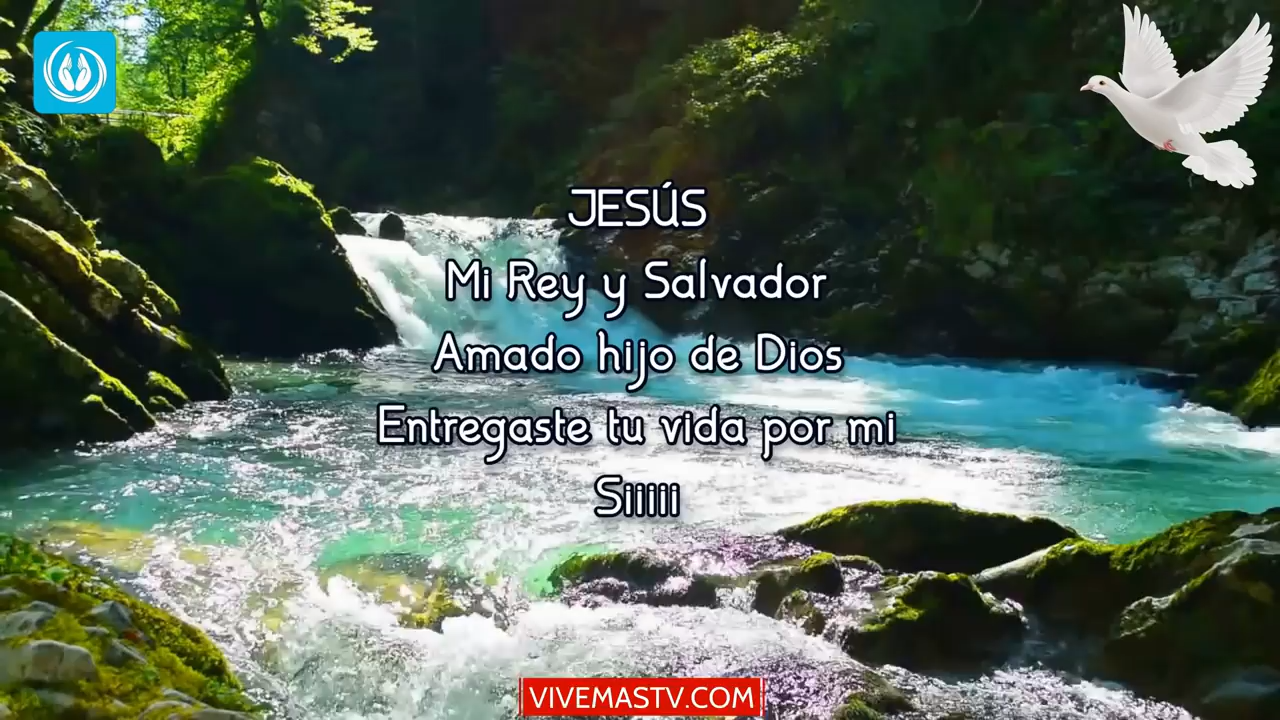 JESÚS
Mi Rey y Salvador
Amado hijo de Dios
Entregaste tu vida por mi
Siiiii
VIVEMASTV.COM